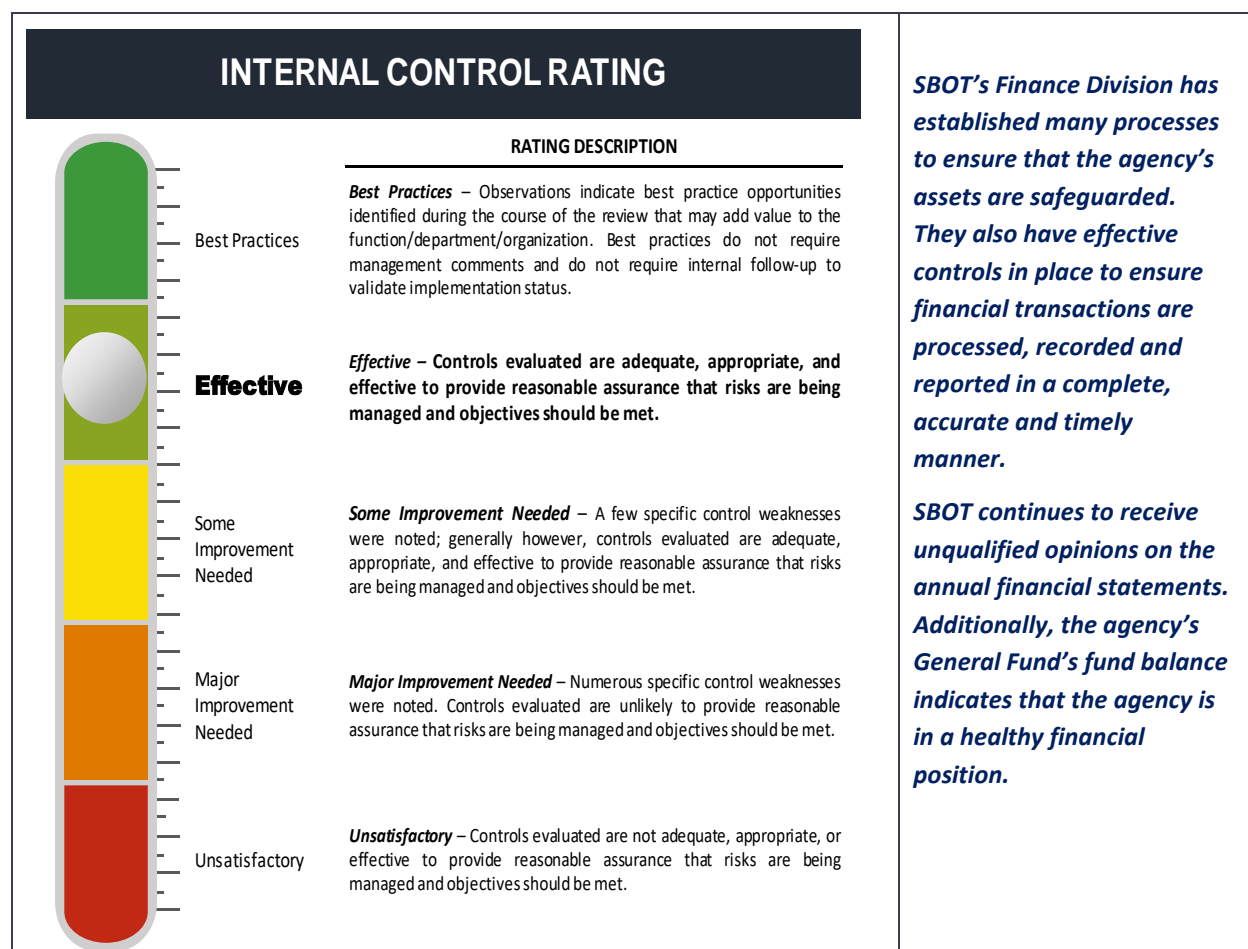 INTERNAL CONTROL RATING
RATING DESCRIPTION
Best Practices
Best Practices – Observations indicate best practice opportunities
identified during the course of the review that may add value to the
function/department/organization. Best practices do not require
management comments and do not require internal follow-up to
validate implementation status.
Effective
Effective – Controls evaluated are adequate, appropriate, and
effective to provide reasonable assurance that risks are being
managed and objectives should be met.
Some
Improvement
Needed
Some Improvement Needed – A few specific control weaknesses
were noted; generally however, controls evaluated are adequate,
appropriate, and effective to provide reasonable assurance that risks
are being managed and objectives should be met.
Major
Improvement
Needed
Major Improvement Needed – Numerous specific control weaknesses
were noted. Controls evaluated are unlikely to provide reasonable
assurance that risks are being managed and objectives should be met.
Unsatisfactory
Unsatisfactory – Controls evaluated are not adequate, appropriate, or
effective to provide reasonable assurance that risks are being
managed and objectives should be met.
SBOT’s Finance Division has
established many processes
to ensure that the agency’s
assets are safeguarded.
They also have effective
controls in place to ensure
financial transactions are
processed, recorded and
reported in a complete,
accurate and timely
manner.
SBOT continues to receive
unqualified opinions on the
annual financial statements.
Additionally, the agency’s
General Fund’s fund balance
indicates that the agency is
in a healthy financial
position.